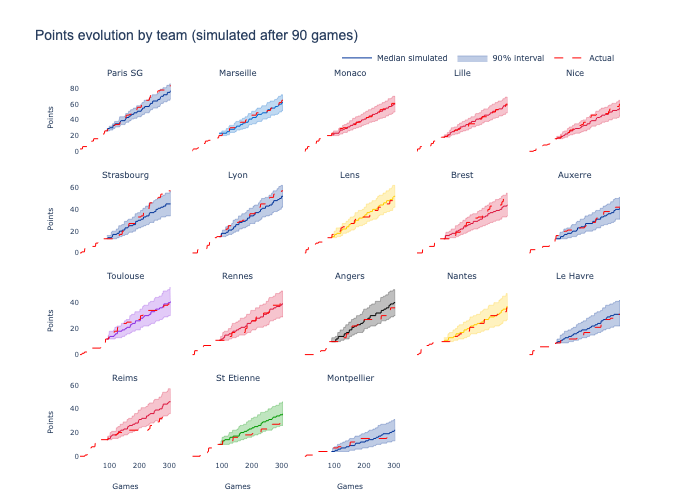 Points evolution by team (simulated after 90 games)
Median simulated 90% interval Actual
Paris SG Marseille Monaco Lille Nice
80
60
40
20
0
Points
Strasbourg Lyon Lens Brest Auxerre
60
40
20
0
Points
Toulouse Rennes Angers Nantes Le Havre
40
20
0
Points
Reims St Etienne Montpellier
60
40
20
0
Points
100 200 300 100 200 300 100 200 300
Games Games Games